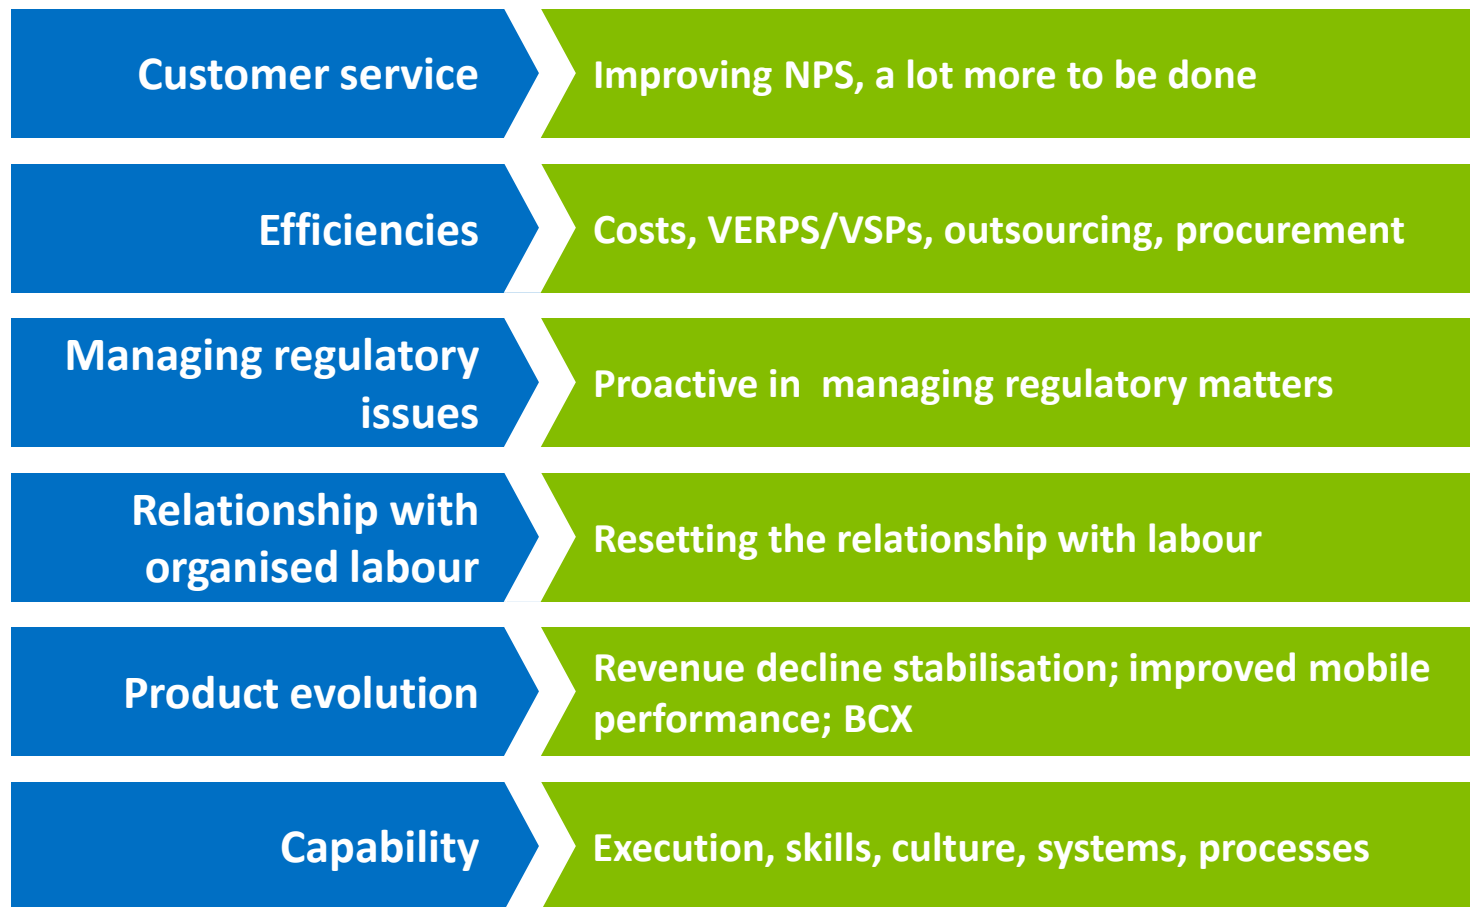 Customer service
Improving NPS, a lot more to be done
Efficiencies
Costs, VERPS/VSPs, outsourcing, procurement
Managing regulatory
issues
Proactive in  managing regulatory matters
Relationship with
organised labour
Resetting the relationship with labour
Product evolution
Revenue decline stabilisation; improved mobile
performance; BCX
Capability
Execution, skills, culture, systems, processes